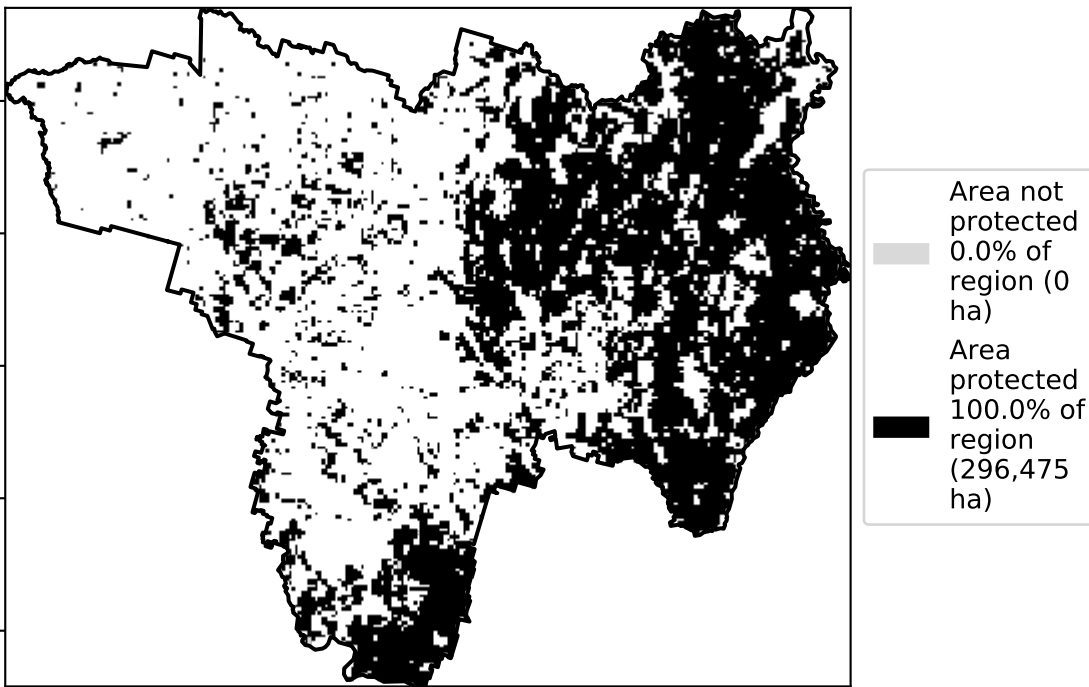 Area not
protected
0.0% of
region (0
ha)
Area
protected
100.0% of
region
(296,475
ha)